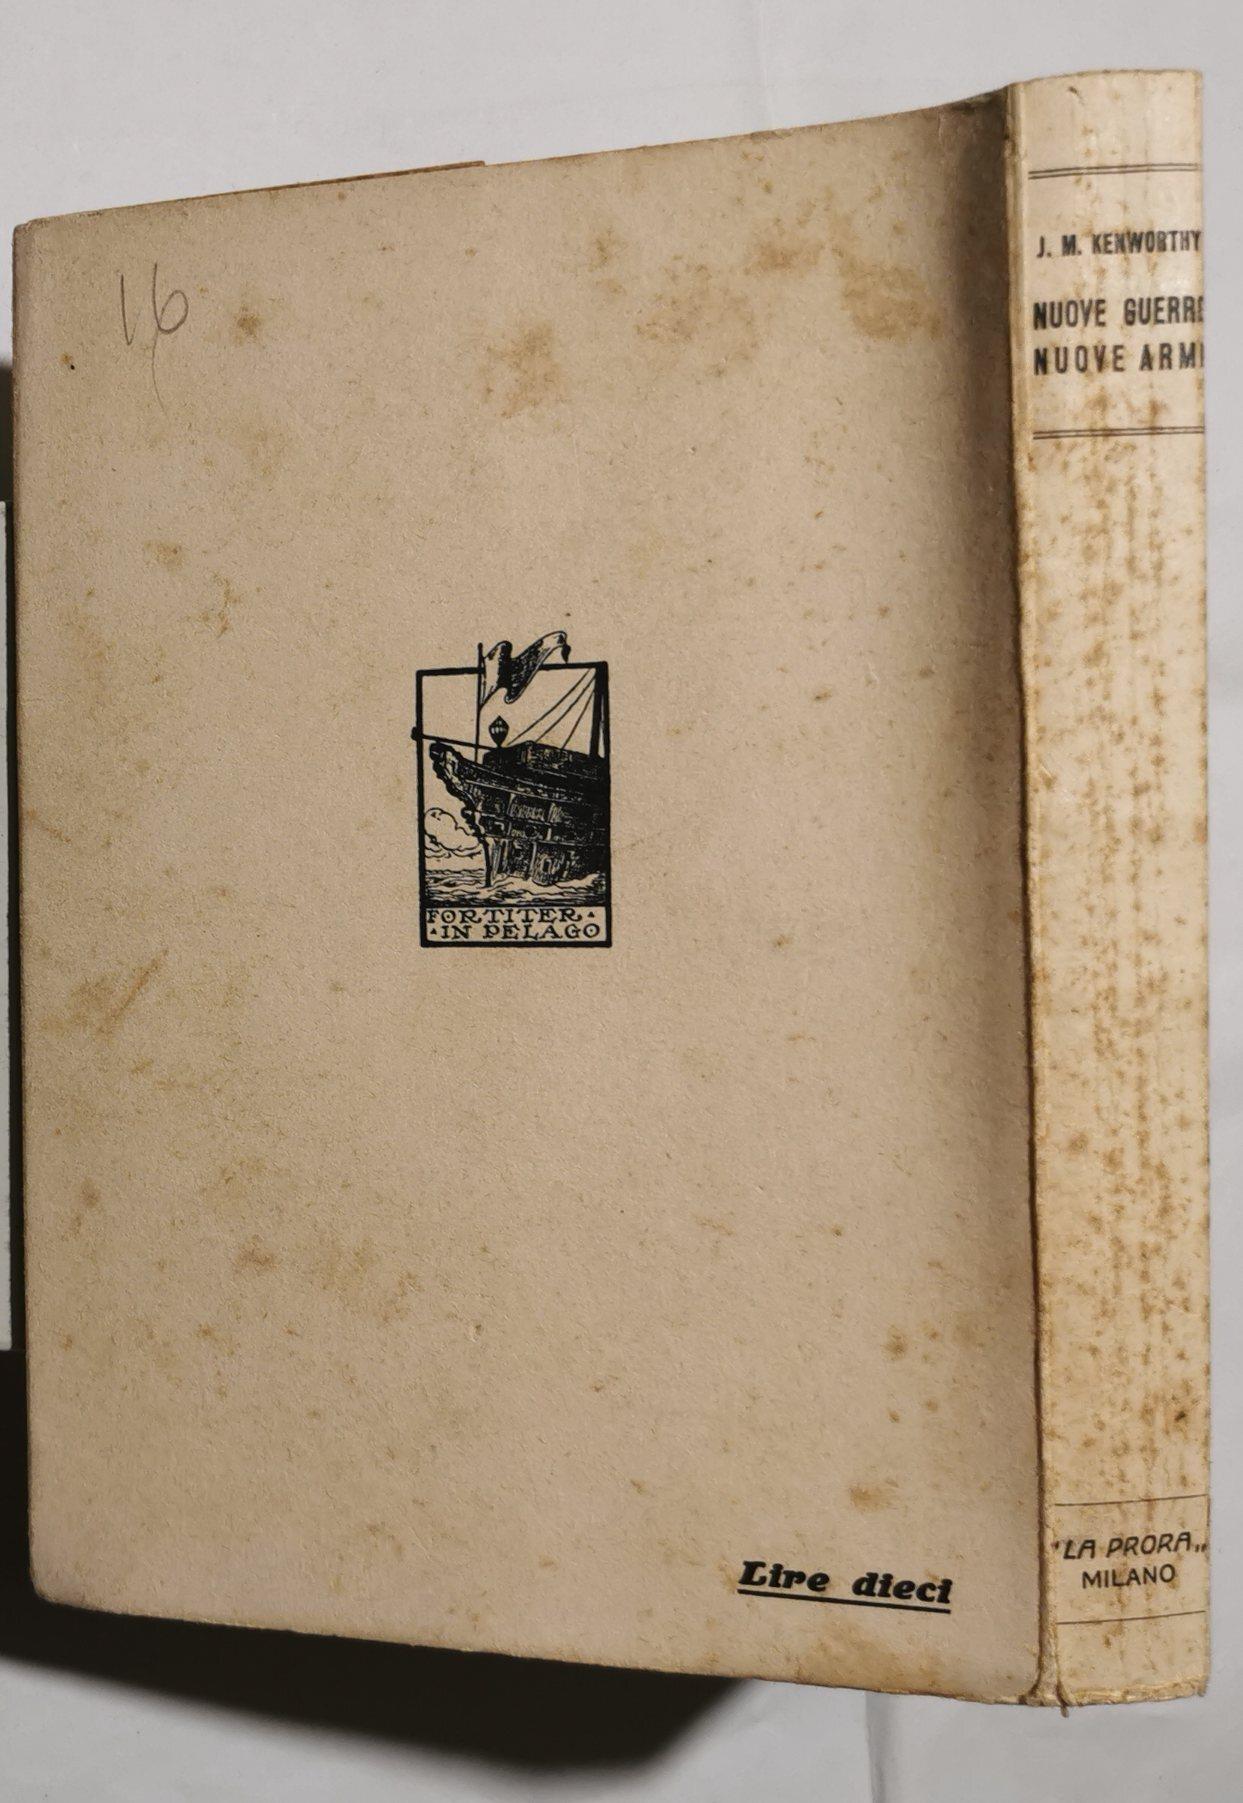 16
FORTITER
IN PELAGO
Lire dieci
J. M. KENWORTHY
NUOVE GUERRE
NUOVE ARMI
"LA PRORA„
MILANO